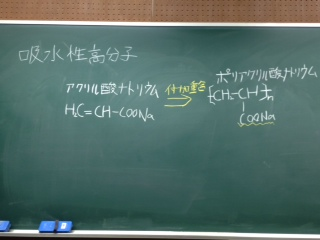 吸水性高分子
アクリル酸ナトリウム
H₂C=CH-COONa
付加重合
ポリアクリル酸ナトリウム
[CH₂-CH]n
COONa